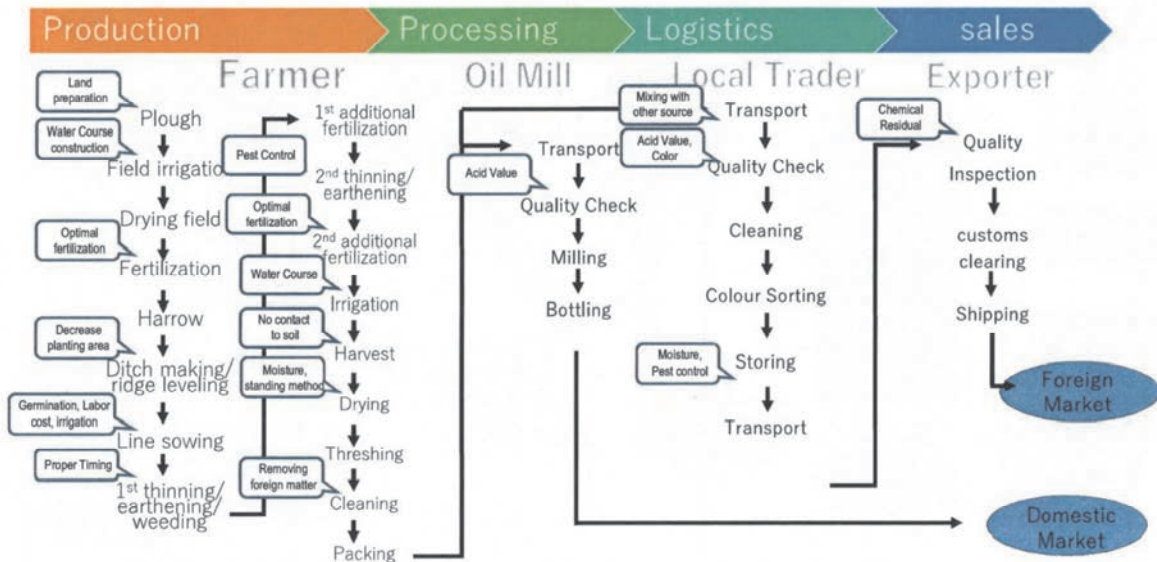 Production
Processing
Logistics
sales
Farmer
Oil Mill
Local Trader
Exporter
Land
preparation
Plough
Water Course
construction
Field irrigatio
Drying field
Optimal
fertilization
Fertilization
Harrow
Decrease
planting area
Ditch making/
ridge leveling
Germination, Labor
cost, irrigation
Line sowing
Proper Timing
1st thinning/
earthening/
weeding
1st additional
fertilization
Pest Control
2nd thinning/
earthening
Optimal
fertilization
2nd additional
fertilization
Water Course
Irrigation
No contact
to soil
Harvest
Moisture,
standing method
Drying
Threshing
Removing
foreign matter
Cleaning
Packing
Transport
Acid Value
Quality Check
Milling
Bottling
Mixing with
other source
Transport
Acid Value,
Color
Quality Check
Cleaning
Colour Sorting
Moisture,
Pest control
Storing
Transport
Chemical
Residual
Quality
Inspection
customs
clearing
Shipping
Foreign
Market
Domestic
Market